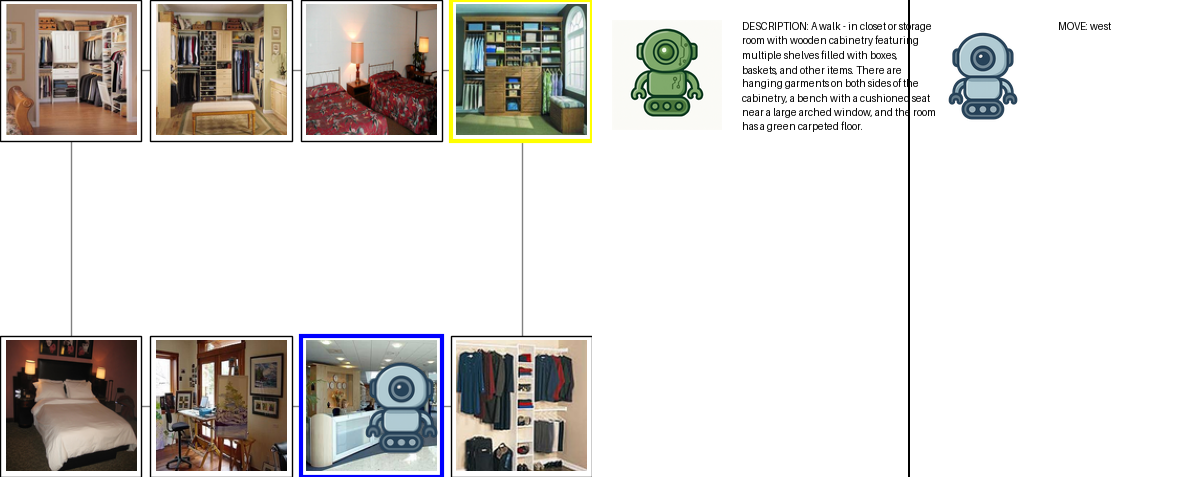 DESCRIPTION: A walk - in closet or storage
room with wooden cabinetry featuring
multiple shelves filled with boxes,
baskets, and other items. There are
hanging garments on both sides of the
cabinetry, a bench with a cushioned seat
near a large arched window, and the room
has a green carpeted floor.
MOVE: west